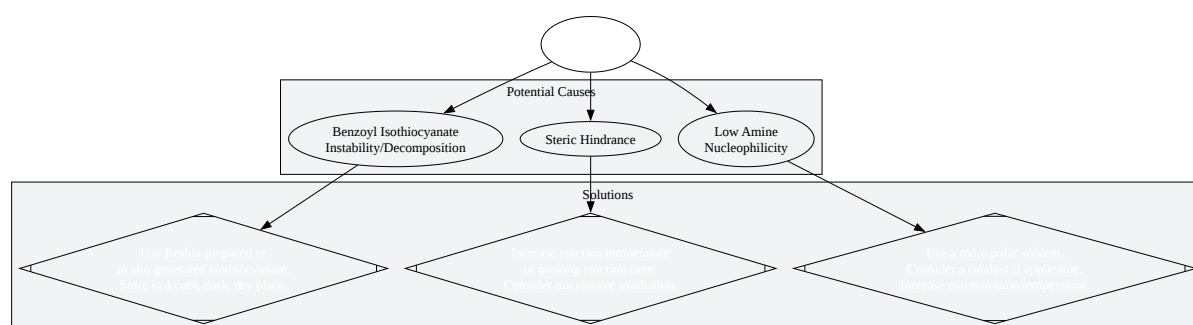 Potential Causes
Benzoyl Isothiocyanate
Instability/Decomposition
Steric Hindrance
Low Amine
Nucleophilicity
Solutions
Use freshly prepared or
in situ generated isothiocyanate.
Store in a cool, dark, dry place.
Increase reaction temperature
or prolong reaction time.
Consider microwave irradiation.
Use a more polar solvent.
Consider a catalyst if applicable.
Increase reaction time/temperature.